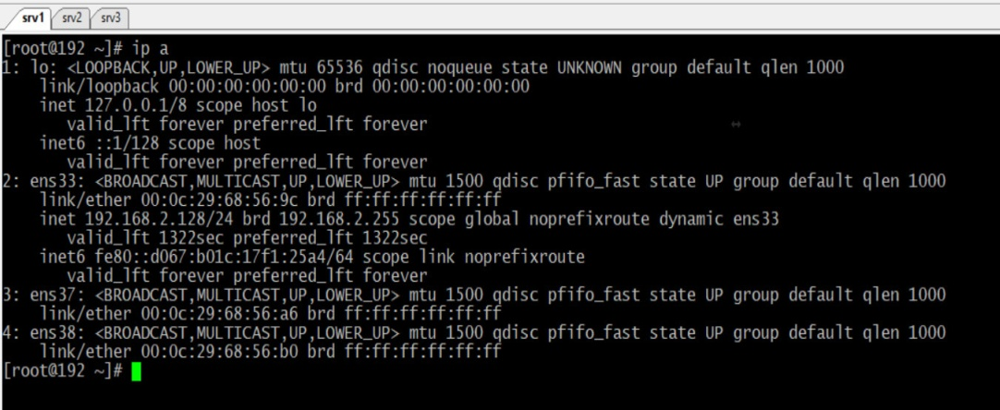 srv1 srv2 srv3
[root@192 ~]# ip a
1: lo: <LOOPBACK,UP,LOWER_UP> mtu 65536 qdisc noqueue state UNKNOWN group default qlen 1000
    link/loopback 00:00:00:00:00:00 brd 00:00:00:00:00:00
    inet 127.0.0.1/8 scope host lo
       valid_lft forever preferred_lft forever
    inet6 ::1/128 scope host
       valid_lft forever preferred_lft forever
2: ens33: <BROADCAST,MULTICAST,UP,LOWER_UP> mtu 1500 qdisc pfifo_fast state UP group default qlen 1000
    link/ether 00:0c:29:68:56:9c brd ff:ff:ff:ff:ff:ff
    inet 192.168.2.128/24 brd 192.168.2.255 scope global noprefixroute dynamic ens33
       valid_lft 1322sec preferred_lft 1322sec
    inet6 fe80::d067:b01c:17f1:25a4/64 scope link noprefixroute
       valid_lft forever preferred_lft forever
3: ens37: <BROADCAST,MULTICAST,UP,LOWER_UP> mtu 1500 qdisc pfifo_fast state UP group default qlen 1000
    link/ether 00:0c:29:68:56:a6 brd ff:ff:ff:ff:ff:ff
4: ens38: <BROADCAST,MULTICAST,UP,LOWER_UP> mtu 1500 qdisc pfifo_fast state UP group default qlen 1000
    link/ether 00:0c:29:68:56:b0 brd ff:ff:ff:ff:ff:ff
[root@192 ~]#